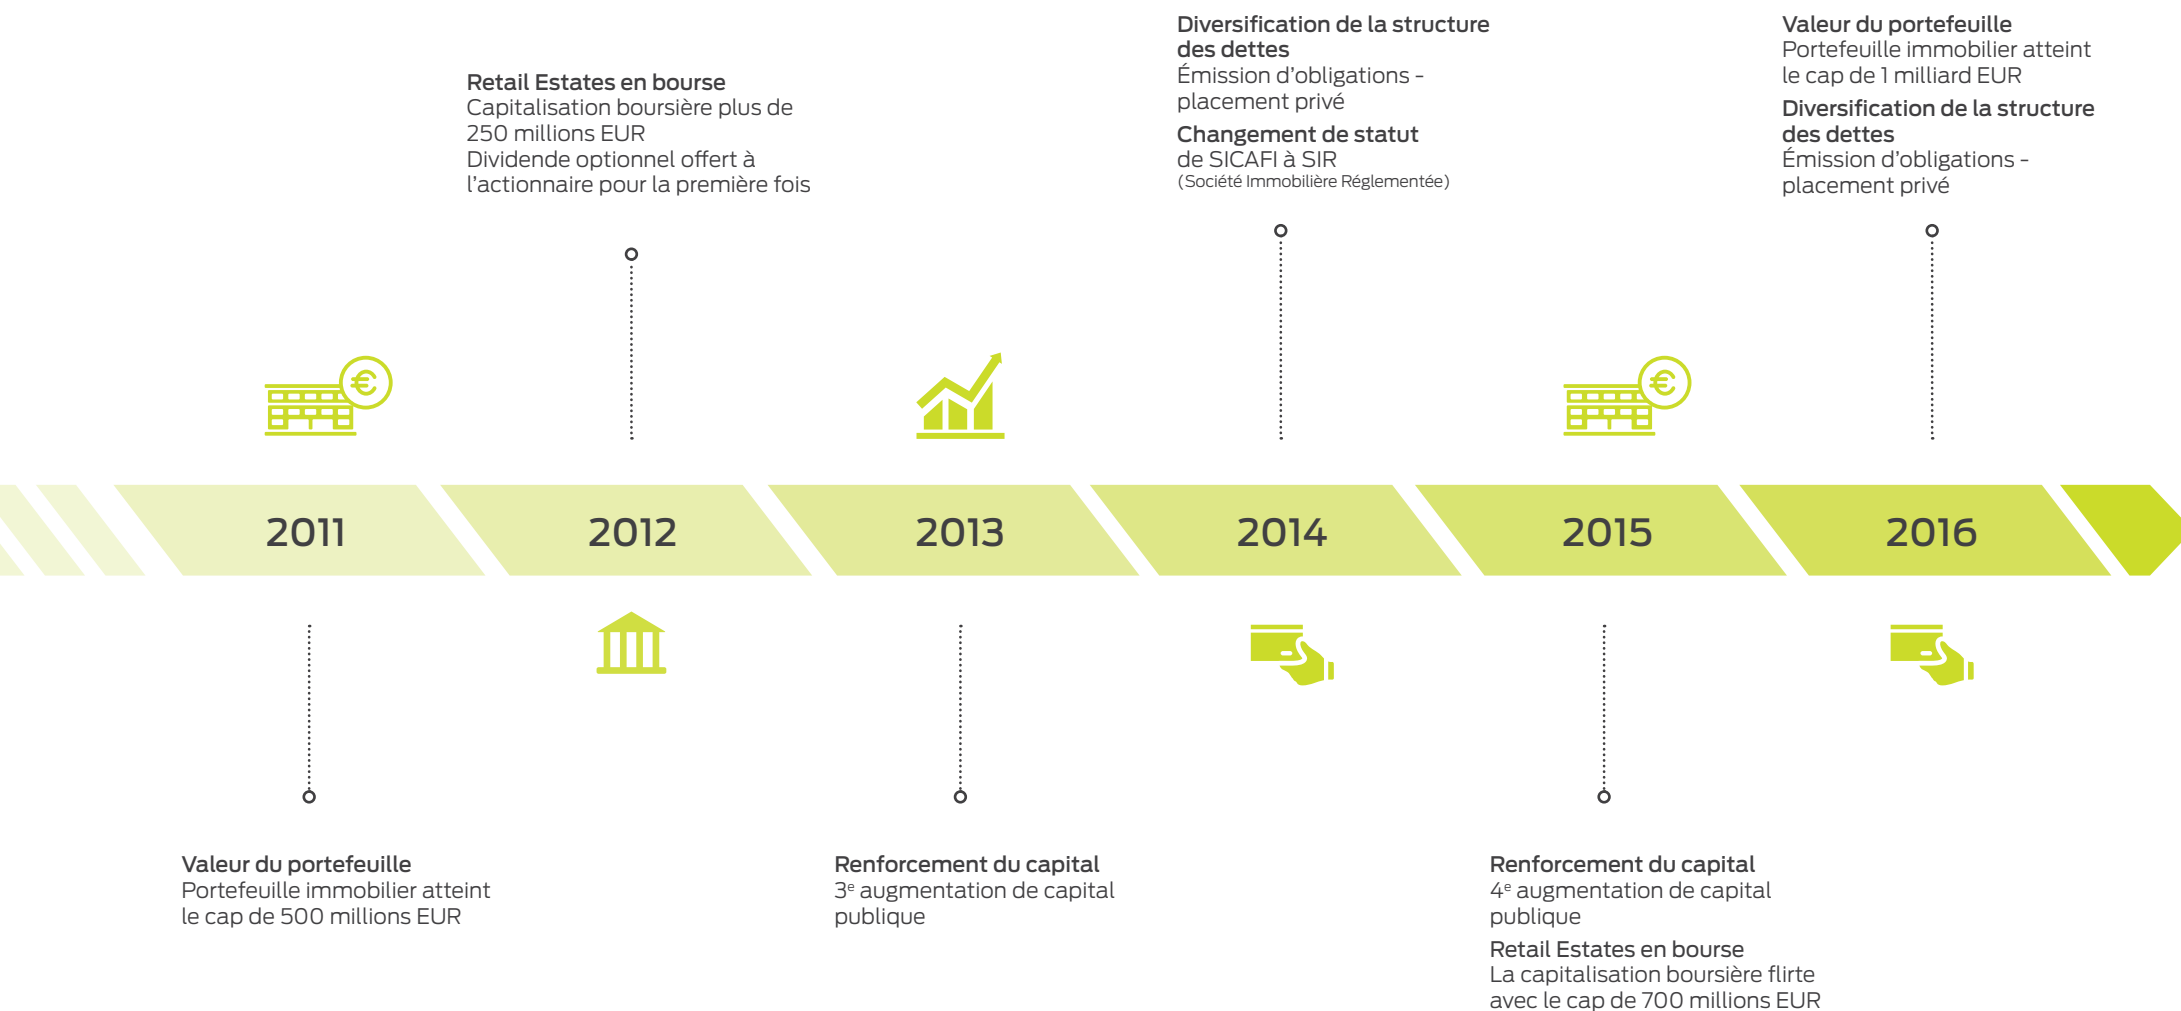 Retail Estates en bourse
Capitalisation boursière plus de
250 millions EUR
Dividende optionnel offert à
l'actionnaire pour la première fois
Diversification de la structure
des dettes
Émission d'obligations -
placement privé
Changement de statut
de SICAFI à SIR
(Société Immobilière Réglementée)
Valeur du portefeuille
Portefeuille immobilier atteint
le cap de 1 milliard EUR
Diversification de la structure
des dettes
Émission d'obligations -
placement privé
€
€
2011
2012
2013
2014
2015
2016
Valeur du portefeuille
Portefeuille immobilier atteint
le cap de 500 millions EUR
Renforcement du capital
3e augmentation de capital
publique
Renforcement du capital
4e augmentation de capital
publique
Retail Estates en bourse
La capitalisation boursière flirte
avec le cap de 700 millions EUR